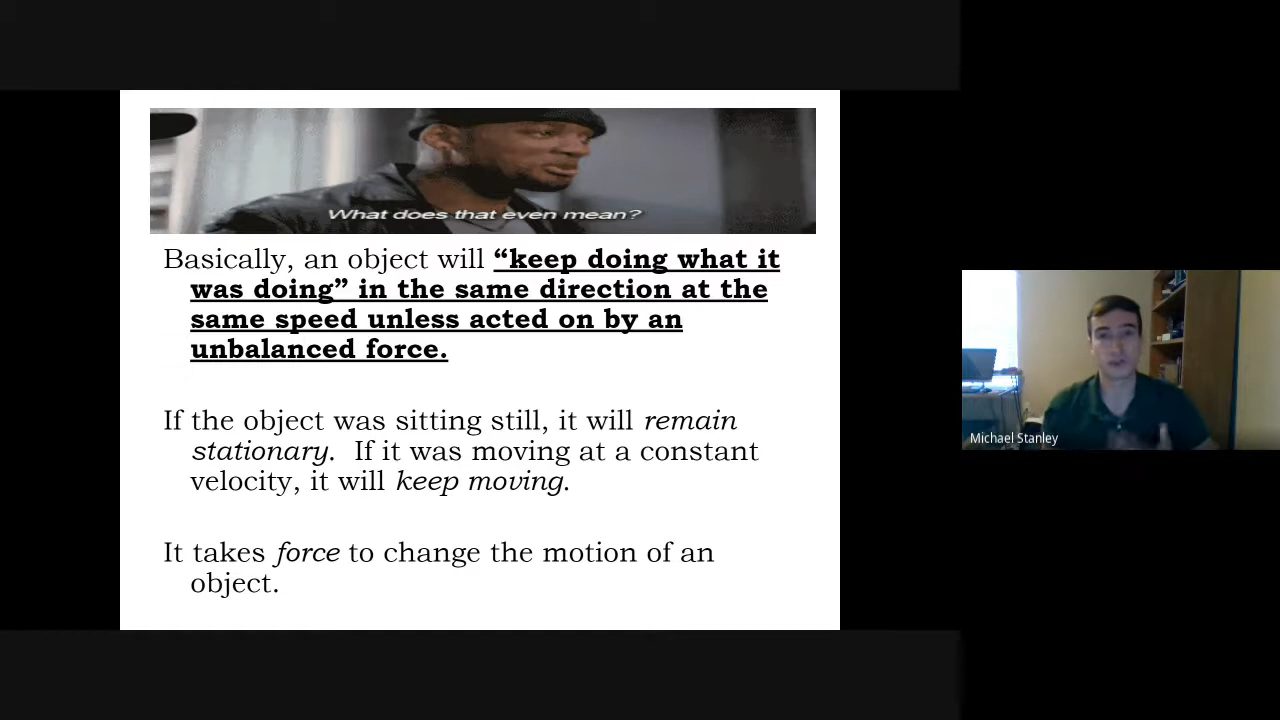 What does that even mean?
Basically, an object will “keep doing what it
was doing” in the same direction at the
same speed unless acted on by an
unbalanced force.
If the object was sitting still, it will remain
stationary. If it was moving at a constant
velocity, it will keep moving.
It takes force to change the motion of an
object.
Michael Stanley